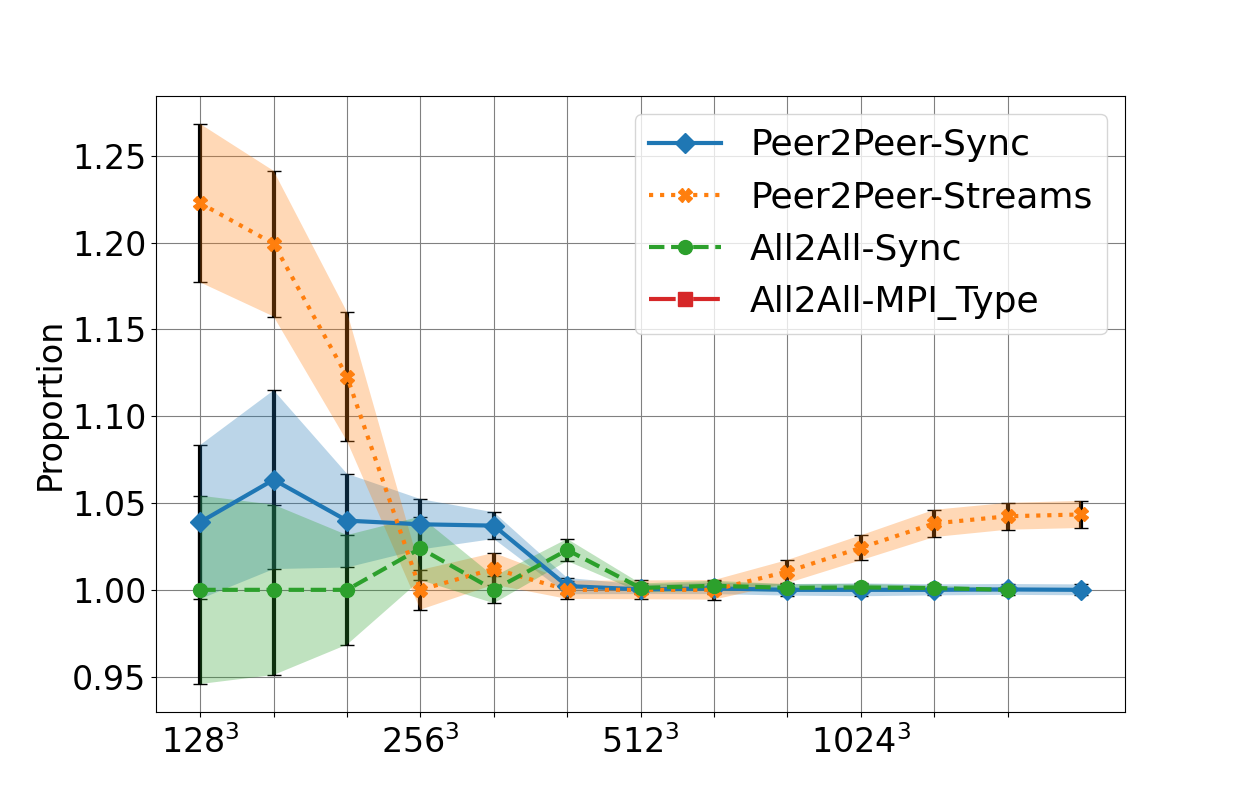 Proportion
1.25
1.20
1.15
1.10
1.05
1.00
0.95
128³
256³
512³
1024³
Peer2Peer-Sync
Peer2Peer-Streams
All2All-Sync
All2All-MPI_Type